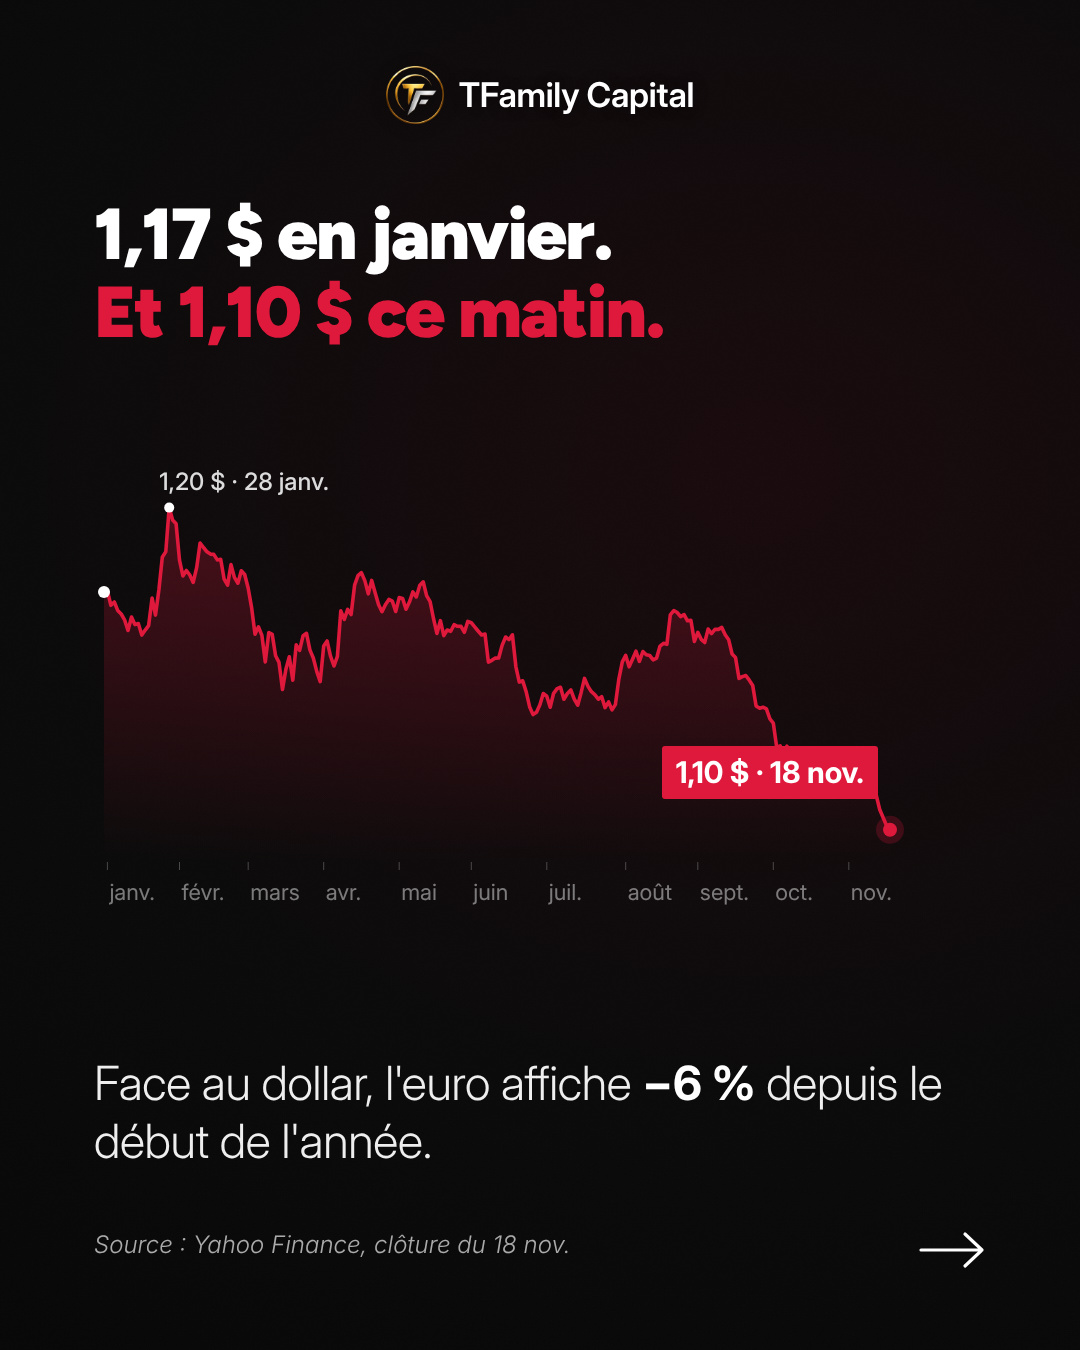 TF TFamily Capital
1,17 $ en janvier.
Et 1,10 $ ce matin.
1,20 $ · 28 janv.
1,10 $ · 18 nov.
janv. févr. mars avr. mai juin juil. août sept. oct. nov.
Face au dollar, l'euro affiche −6 % depuis le
début de l'année.
Source : Yahoo Finance, clôture du 18 nov.